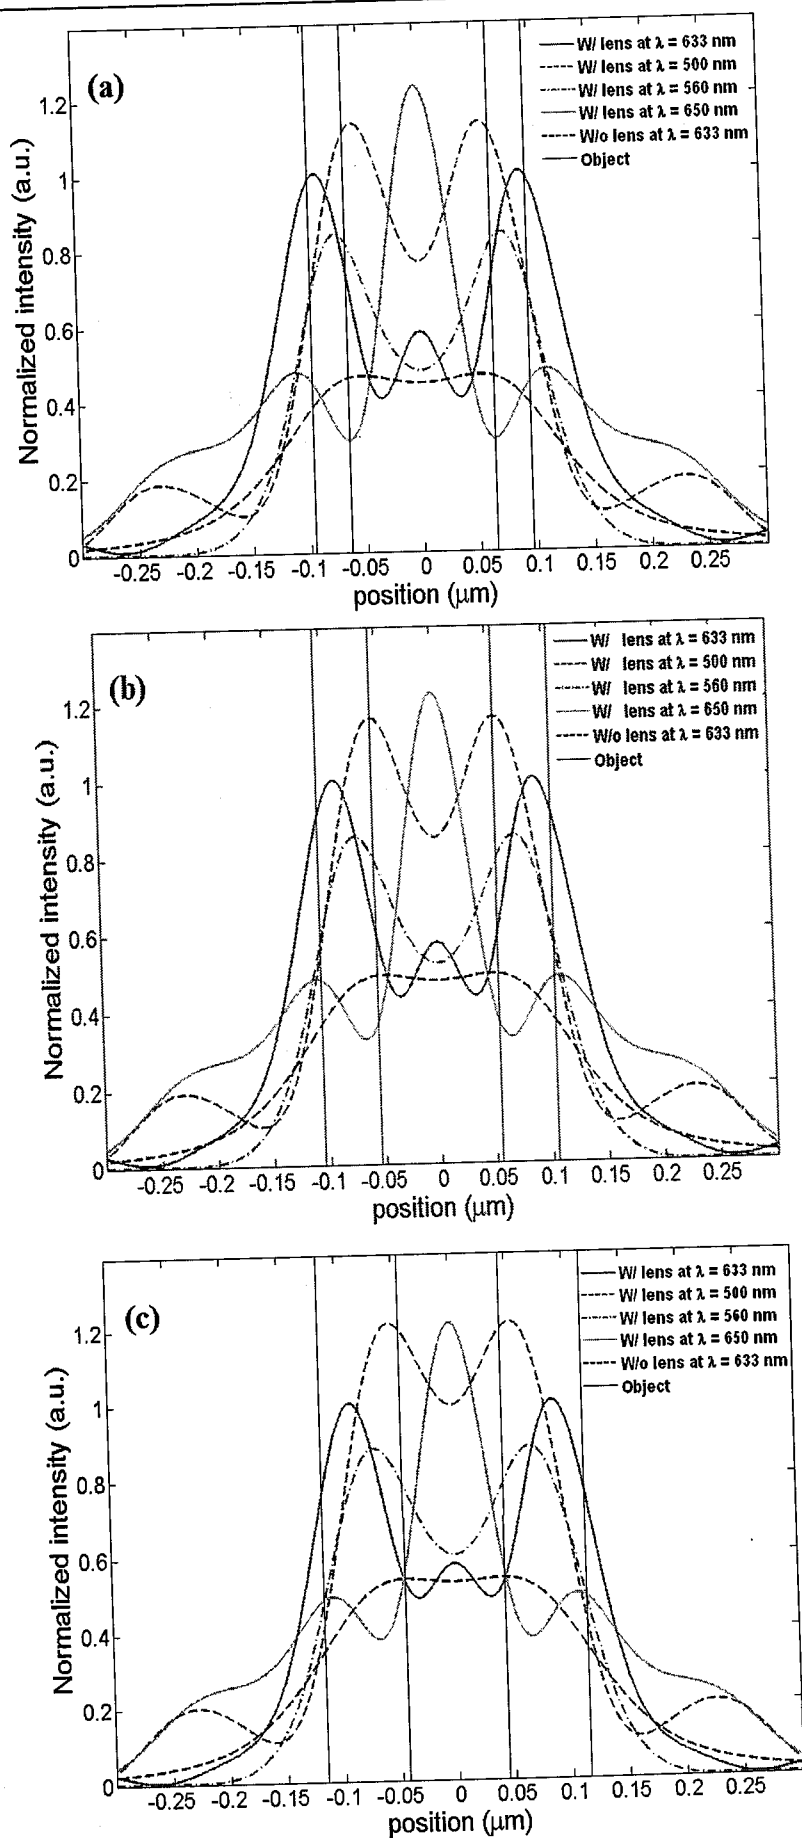 (a)
W/ lens at λ = 633 nm
W/ lens at λ = 500 nm
W/ lens at λ = 560 nm
W/ lens at λ = 650 nm
W/o lens at λ = 633 nm
Object
Normalized intensity (a.u.)
1.2
1
0.8
0.6
0.4
0.2
0
-0.25 -0.2 -0.15 -0.1 -0.05 0 0.05 0.1 0.15 0.2 0.25
position (μm)
(b)
W/ lens at λ = 633 nm
W/ lens at λ = 500 nm
W/ lens at λ = 560 nm
W/ lens at λ = 650 nm
W/o lens at λ = 633 nm
Object
Normalized intensity (a.u.)
1.2
1
0.8
0.6
0.4
0.2
0
-0.25 -0.2 -0.15 -0.1 -0.05 0 0.05 0.1 0.15 0.2 0.25
position (μm)
(c)
W/ lens at λ = 633 nm
W/ lens at λ = 500 nm
W/ lens at λ = 560 nm
W/ lens at λ = 650 nm
W/o lens at λ = 633 nm
Object
Normalized intensity (a.u.)
1.2
1
0.8
0.6
0.4
0.2
0
-0.25 -0.2 -0.15 -0.1 -0.05 0 0.05 0.1 0.15 0.2 0.25
position (μm)